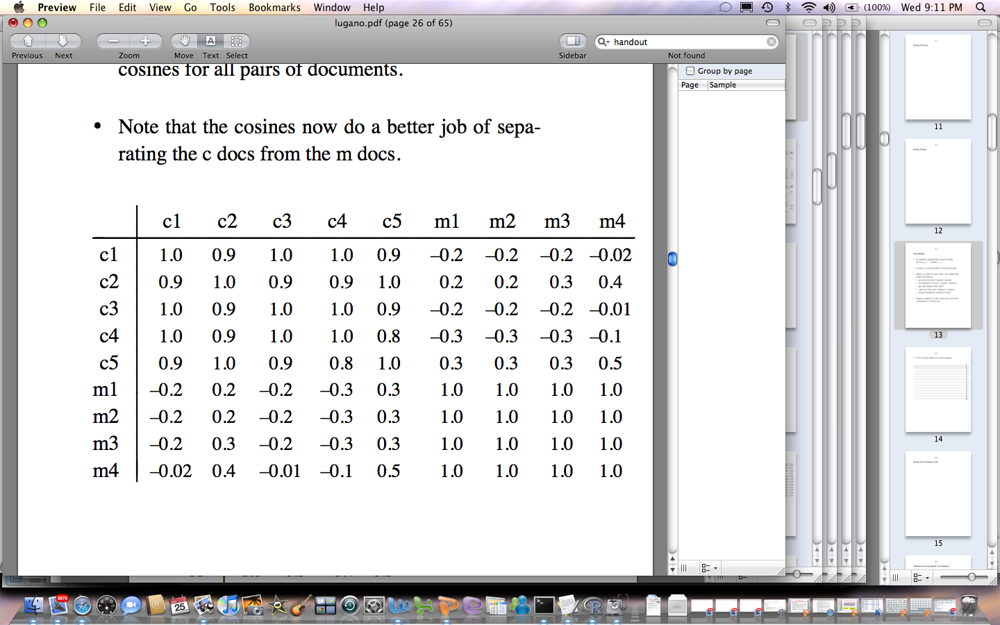 Preview File Edit View Go Tools Bookmarks Window Help (100%) Wed 9:11 PM
lugano.pdf (page 26 of 65)
handout
Previous Next Zoom Move Text Select Sidebar Not found
cosines for all pairs of documents.
• Note that the cosines now do a better job of sepa-
rating the c docs from the m docs.
c1 c2 c3 c4 c5 m1 m2 m3 m4
c1 1.0 0.9 1.0 1.0 0.9 –0.2 –0.2 –0.2 –0.02
c2 0.9 1.0 0.9 0.9 1.0 0.2 0.2 0.3 0.4
c3 1.0 0.9 1.0 1.0 0.9 –0.2 –0.2 –0.2 –0.01
c4 1.0 0.9 1.0 1.0 0.8 –0.3 –0.3 –0.3 –0.1
c5 0.9 1.0 0.9 0.8 1.0 0.3 0.3 0.3 0.5
m1 –0.2 0.2 –0.2 –0.3 0.3 1.0 1.0 1.0 1.0
m2 –0.2 0.2 –0.2 –0.3 0.3 1.0 1.0 1.0 1.0
m3 –0.2 0.3 –0.2 –0.3 0.3 1.0 1.0 1.0 1.0
m4 –0.02 0.4 –0.01 –0.1 0.5 1.0 1.0 1.0 1.0
Group by page
Page Sample
11
12
13
14
15
3675
NOV
25